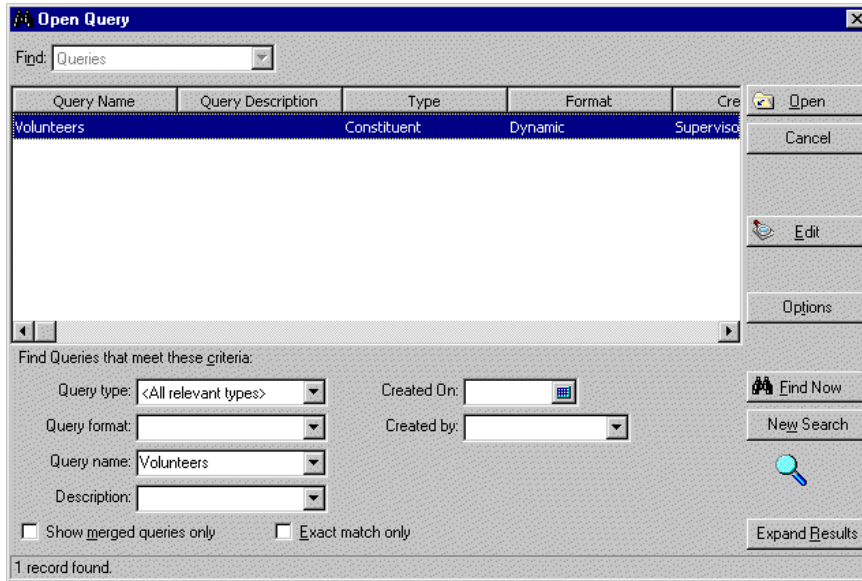 Open Query
Find: Queries
Query Name Query Description Type Format Cre
Volunteers Constituent Dynamic Superviso
Open
Cancel
Edit
Options
Find Queries that meet these criteria:
Query type: <All relevant types> Created On:
Query format: Created by:
Query name: Volunteers
Description:
Show merged queries only Exact match only
Find Now
New Search
Expand Results
1 record found.